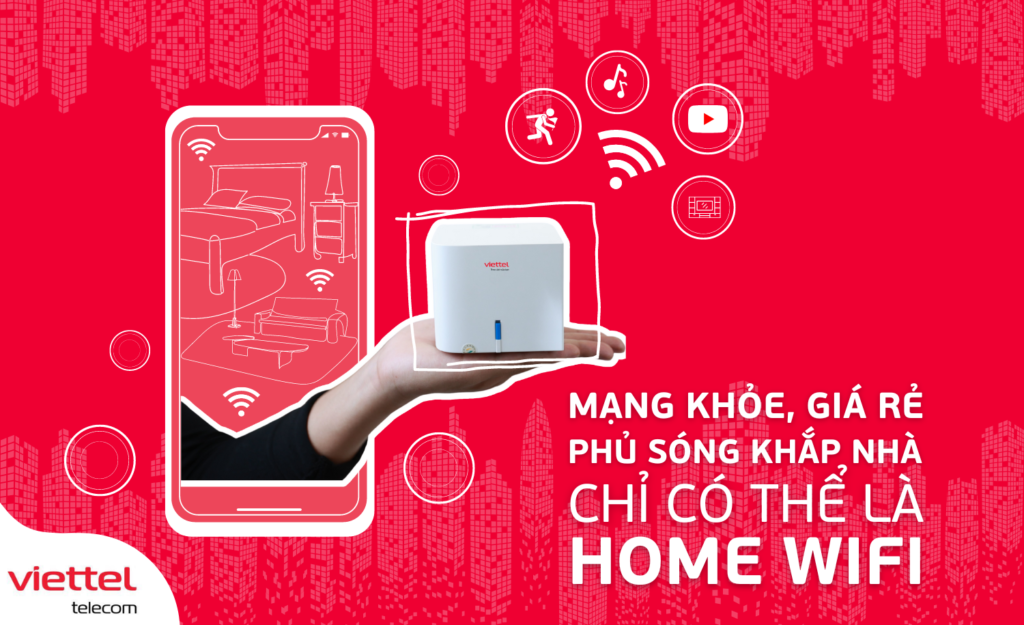 viettel
MẠNG KHỎE, GIÁ RẺ
PHỦ SÓNG KHẮP NHÀ
CHỈ CÓ THỂ LÀ
HOME WIFI
viettel
telecom